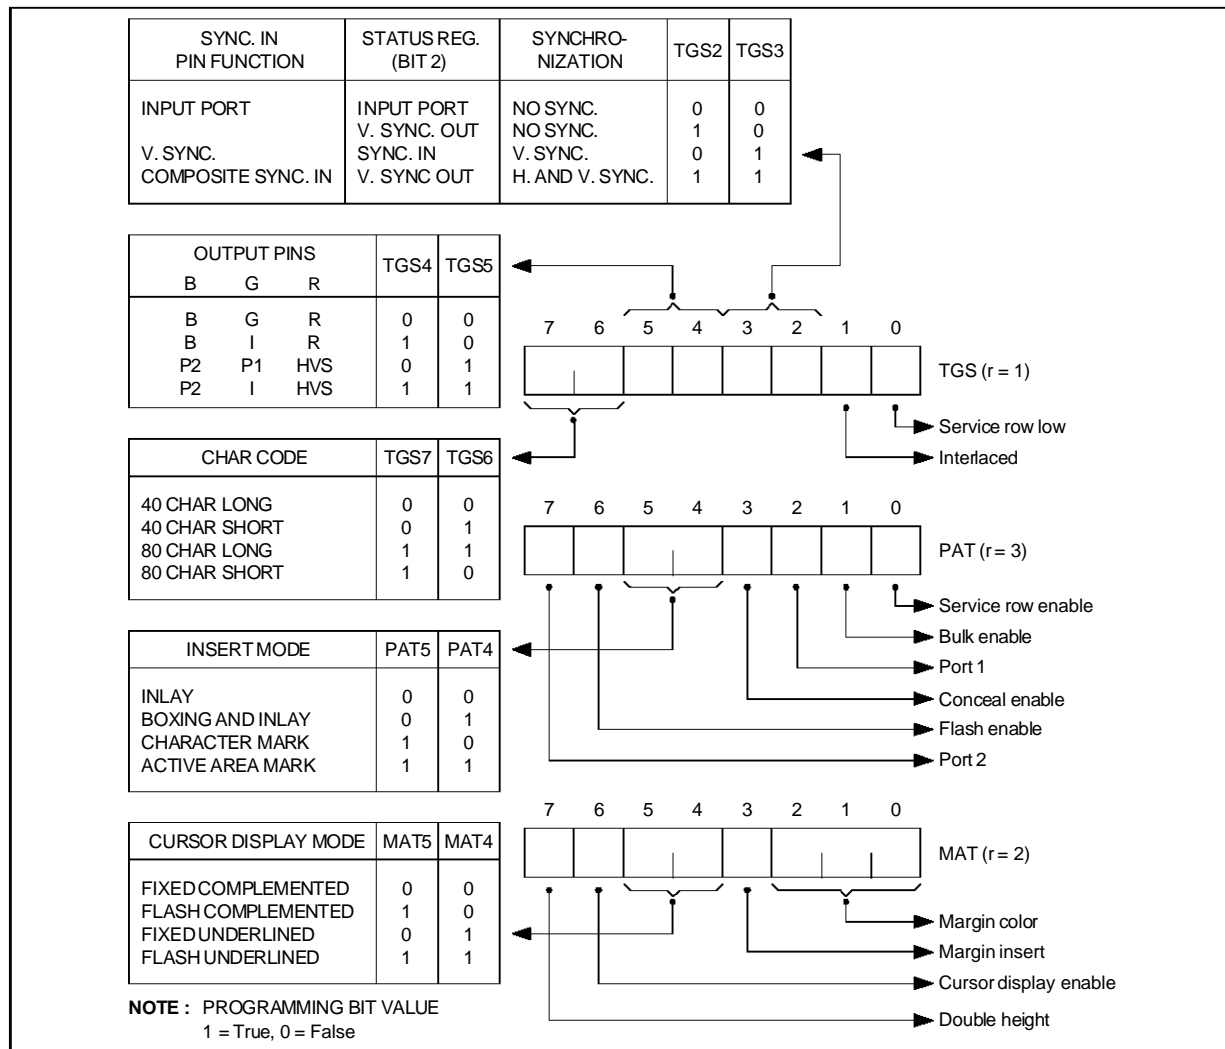 SYNC. IN PIN FUNCTION STATUS REG. (BIT 2) SYNCHRO-NIZATION TGS2 TGS3
INPUT PORT INPUT PORT NO SYNC. 0 0
V. SYNC. OUT NO SYNC. 1 0
V. SYNC. SYNC. IN V. SYNC. 0 1
COMPOSITE SYNC. IN V. SYNC OUT H. AND V. SYNC. 1 1
OUTPUT PINS TGS4 TGS5
B G R
B G R 0 0
B I R 1 0
P2 P1 HVS 0 1
P2 I HVS 1 1
7 6 5 4 3 2 1 0
TGS (r = 1)
Service row low
Interlaced
CHAR CODE TGS7 TGS6
40 CHAR LONG 0 0
40 CHAR SHORT 0 1
80 CHAR LONG 1 1
80 CHAR SHORT 1 0
7 6 5 4 3 2 1 0
PAT (r = 3)
Service row enable
Bulk enable
Port 1
Conceal enable
Flash enable
Port 2
INSERT MODE PAT5 PAT4
INLAY 0 0
BOXING AND INLAY 0 1
CHARACTER MARK 1 0
ACTIVE AREA MARK 1 1
7 6 5 4 3 2 1 0
MAT (r = 2)
Margin color
Margin insert
Cursor display enable
Double height
CURSOR DISPLAY MODE MAT5 MAT4
FIXED COMPLEMENTED 0 0
FLASH COMPLEMENTED 1 0
FIXED UNDERLINED 0 1
FLASH UNDERLINED 1 1
NOTE : PROGRAMMING BIT VALUE
1 = True, 0 = False